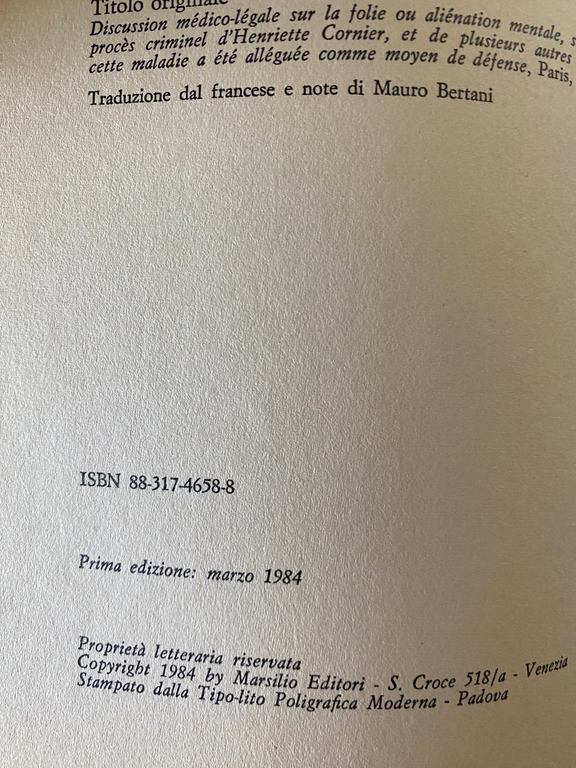 Titolo originale
Discussion médico-légale sur la folie ou aliénation mentale, s
procès criminel d'Henriette Cornier, et de plusieurs autres
cette maladie a été alléguée comme moyen de défense, Paris,
Traduzione dal francese e note di Mauro Bertani
ISBN 88-317-4658-8
Prima edizione: marzo 1984
Proprietà letteraria riservata
Copyright 1984 by Marsilio Editori - S. Croce 518/a - Venezia
Stampato dalla Tipo-lito Poligrafica Moderna - Padova